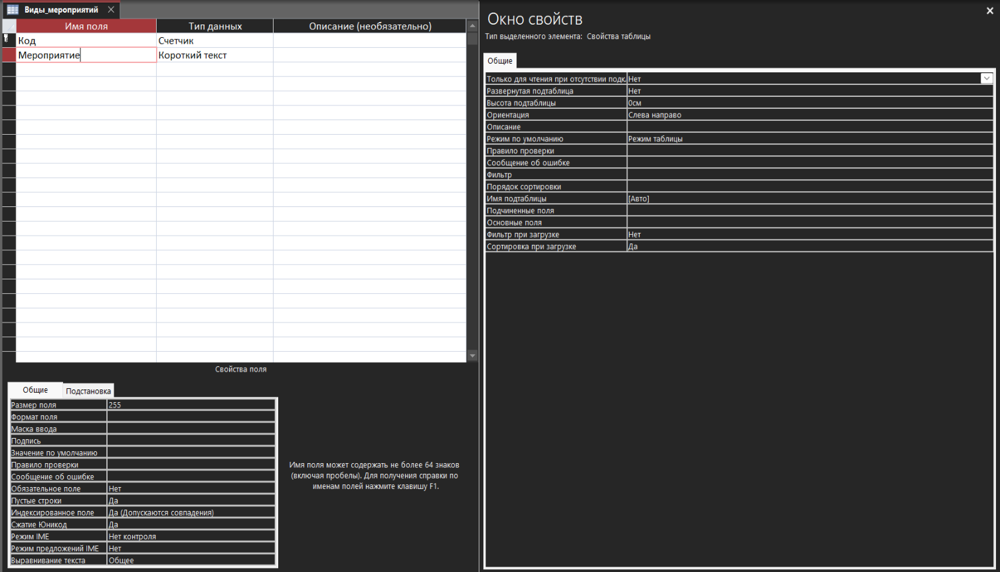 Виды_мероприятий
Имя поля Тип данных Описание (необязательно)
Код Счетчик
Мероприятие Короткий текст
Свойства поля
Общие Подстановка
Размер поля 255
Формат поля
Маска ввода
Подпись
Значение по умолчанию
Правило проверки
Сообщение об ошибке
Обязательное поле Нет
Пустые строки Да
Индексированное поле Да (Допускаются совпадения)
Сжатие Юникод Да
Режим IME Нет контроля
Режим предложений IME Нет
Выравнивание текста Общее
Имя поля может содержать не более 64 знаков
(включая пробелы). Для получения справки по
именам полей нажмите клавишу F1.
Окно свойств
Тип выделенного элемента: Свойства таблицы
Общие
Только для чтения при отсутствии подк Нет
Развернутая подтаблица Нет
Высота подтаблицы 0см
Ориентация Слева направо
Описание
Режим по умолчанию Режим таблицы
Правило проверки
Сообщение об ошибке
Фильтр
Порядок сортировки
Имя подтаблицы [Авто]
Подчиненные поля
Основные поля
Фильтр при загрузке Нет
Сортировка при загрузке Да